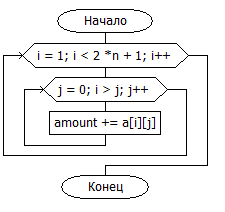 Начало
i = 1; i < 2 *n + 1; i++
j = 0; i > j; j++
amount += a[i][j]
Конец